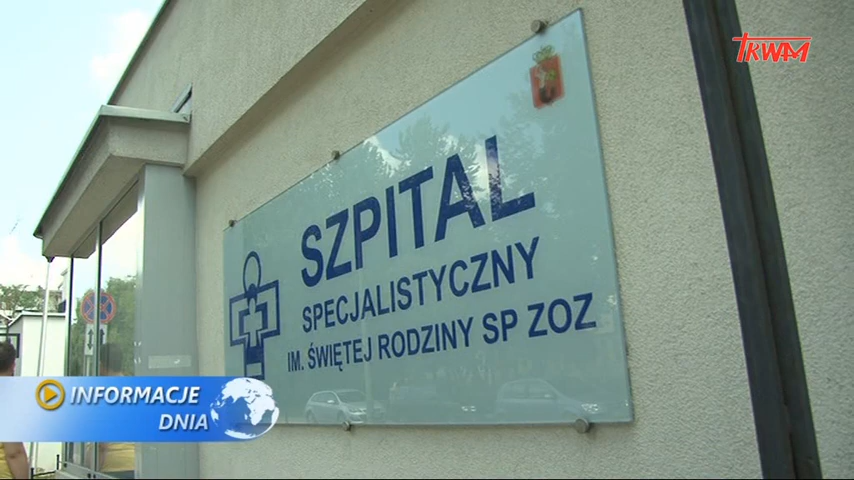 TRWAM
SZPITAL
SPECJALISTYCZNY
IM. ŚWIĘTEJ RODZINY SP ZOZ
INFORMACJE
DNIA